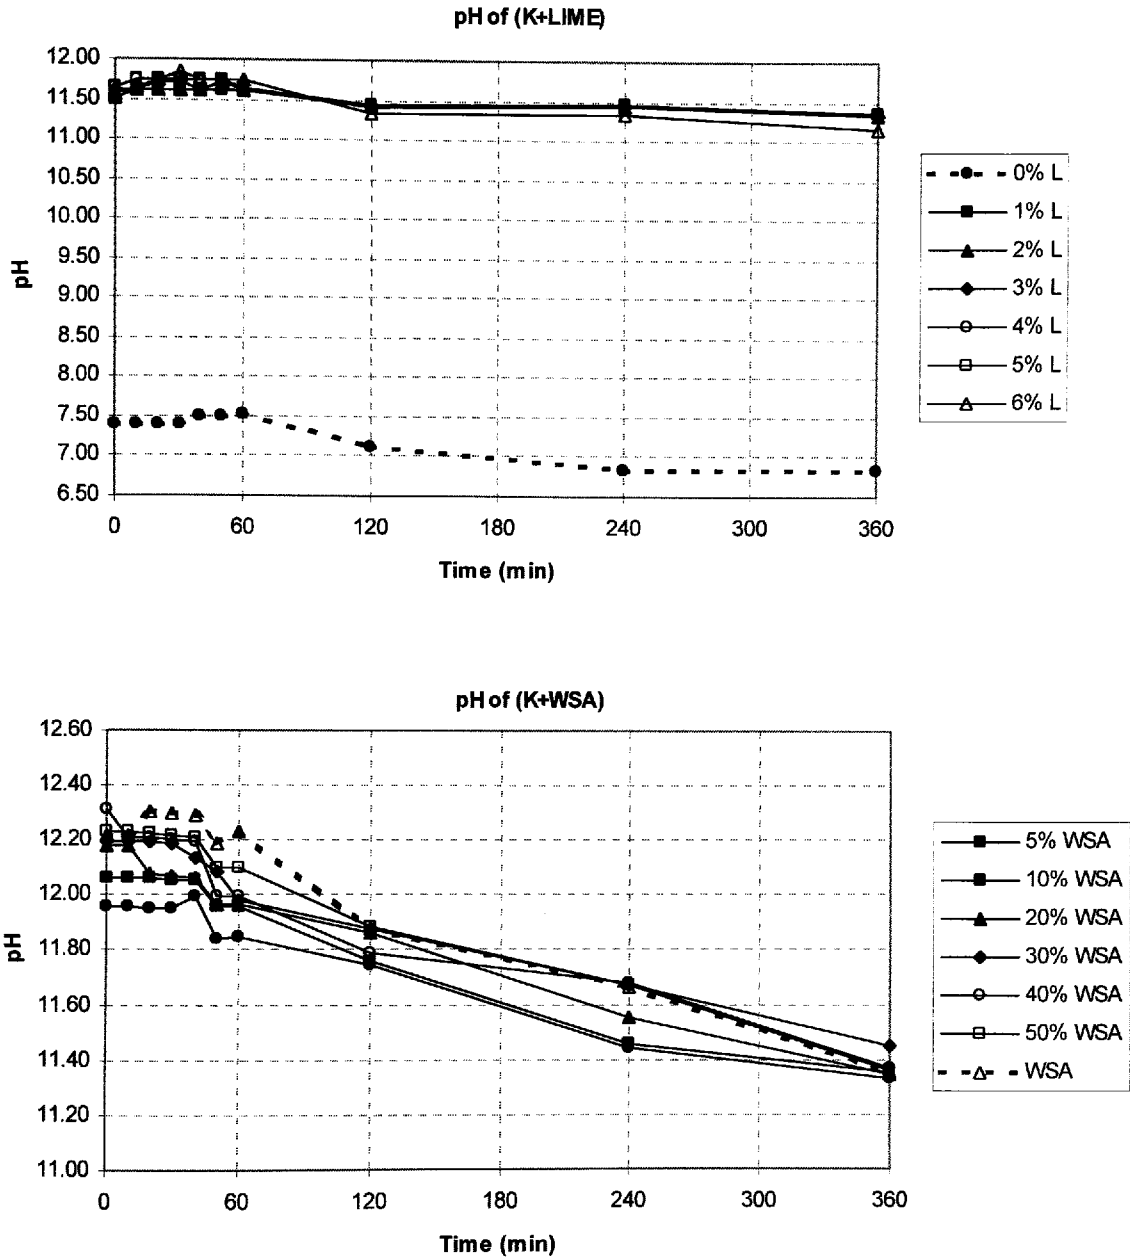 pH of (K+LIME)
12.00
11.50
11.00
10.50
10.00
9.50
9.00
8.50
8.00
7.50
7.00
6.50
pH
0
60
120
180
240
300
360
Time (min)
0% L
1% L
2% L
3% L
4% L
5% L
6% L
pH of (K+WSA)
12.60
12.40
12.20
12.00
11.80
11.60
11.40
11.20
11.00
pH
0
60
120
180
240
300
360
Time (min)
5% WSA
10% WSA
20% WSA
30% WSA
40% WSA
50% WSA
WSA